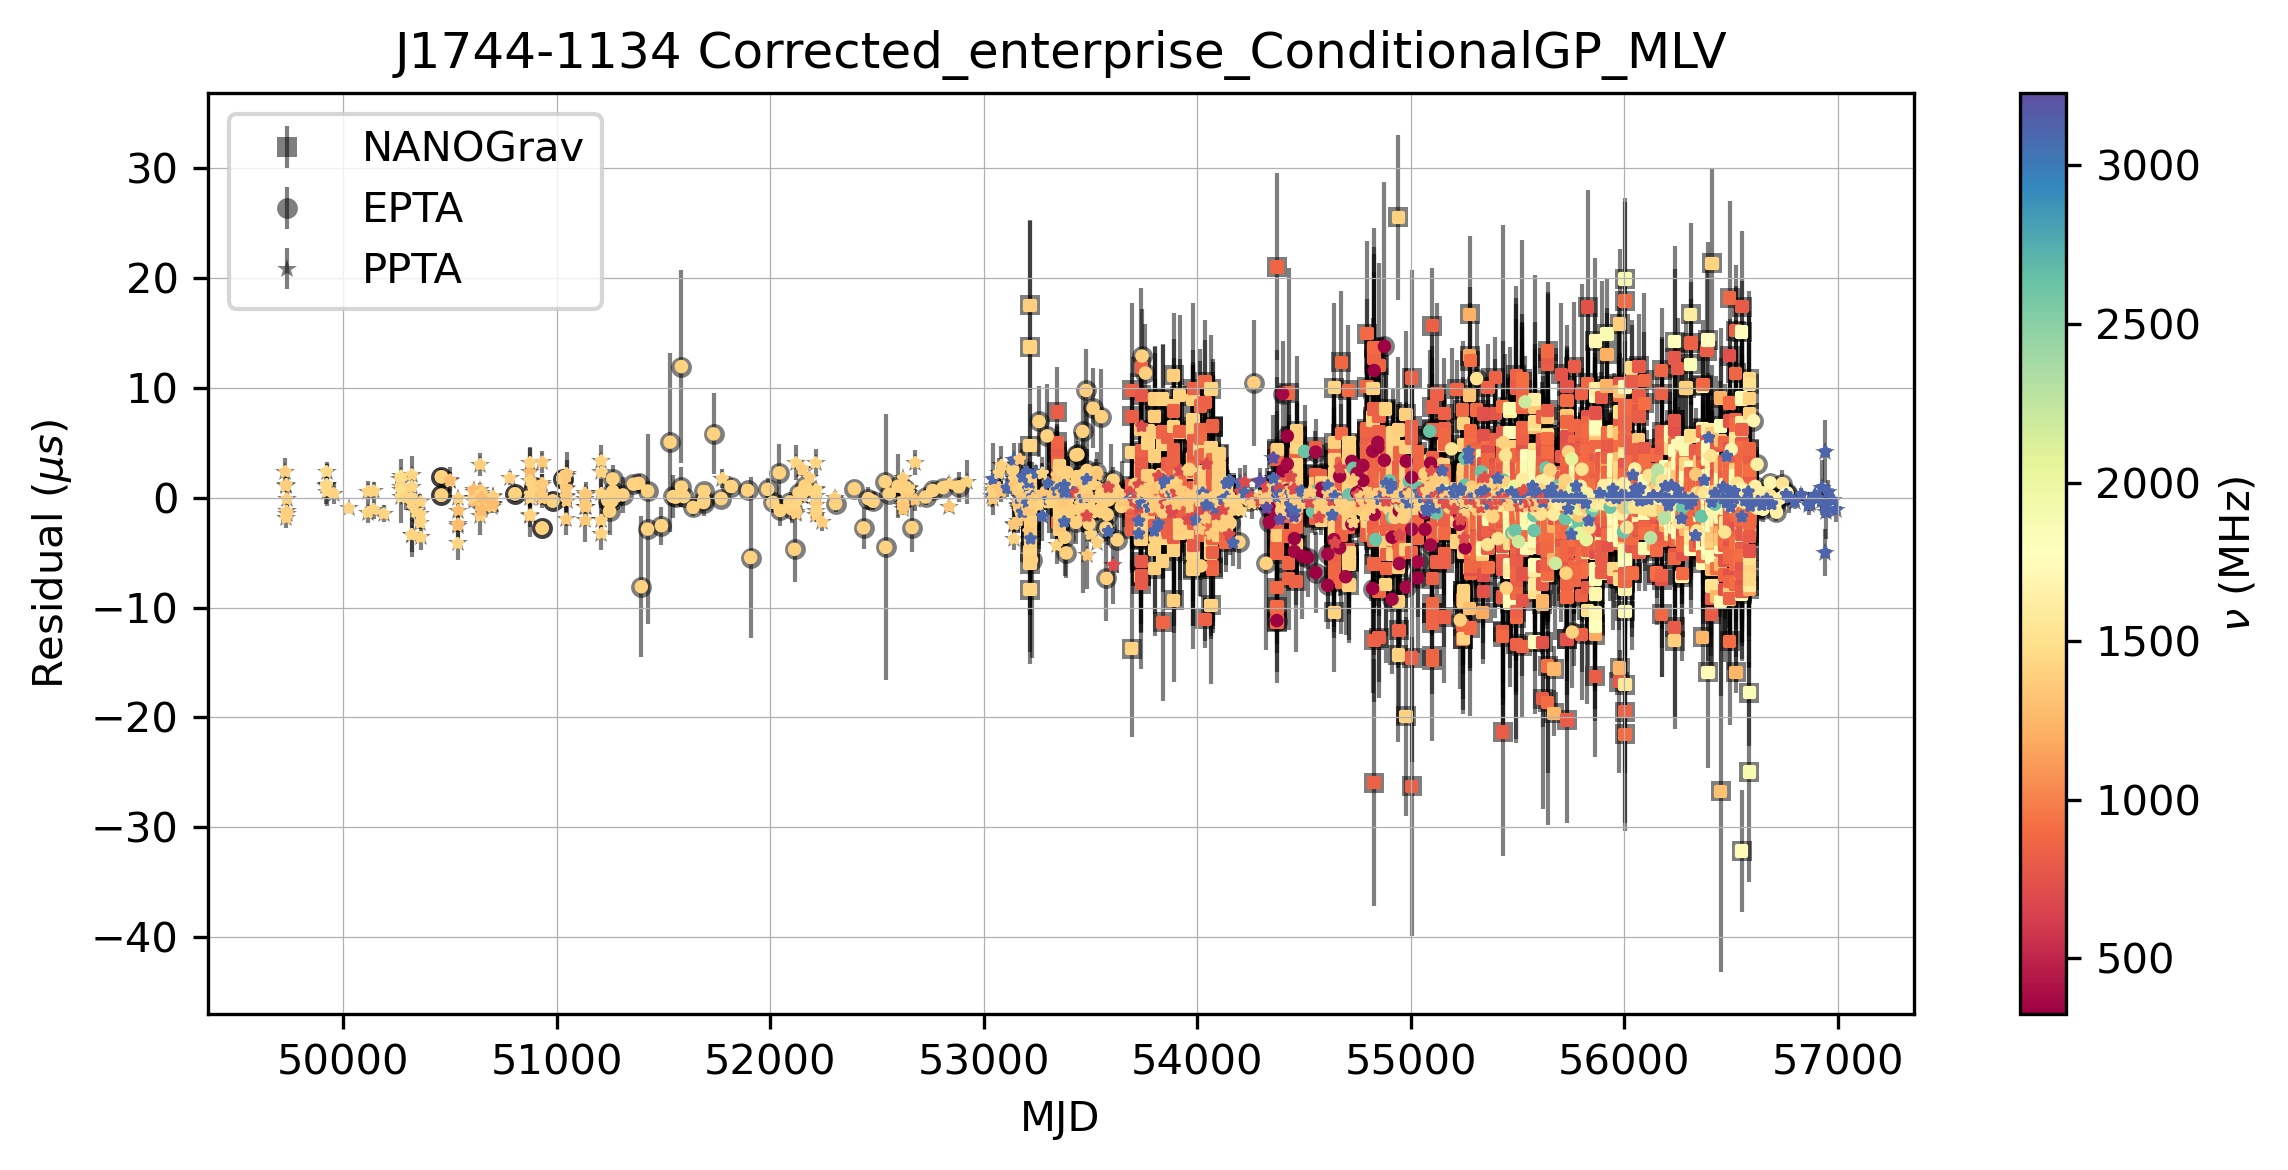 J1744-1134 Corrected_enterprise_ConditionalGP_MLV
NANOGrav
EPTA
PPTA
30
20
10
0
−10
−20
−30
−40
Residual (μs)
50000 51000 52000 53000 54000 55000 56000 57000
MJD
3000
2500
2000
1500
1000
500
ν (MHz)